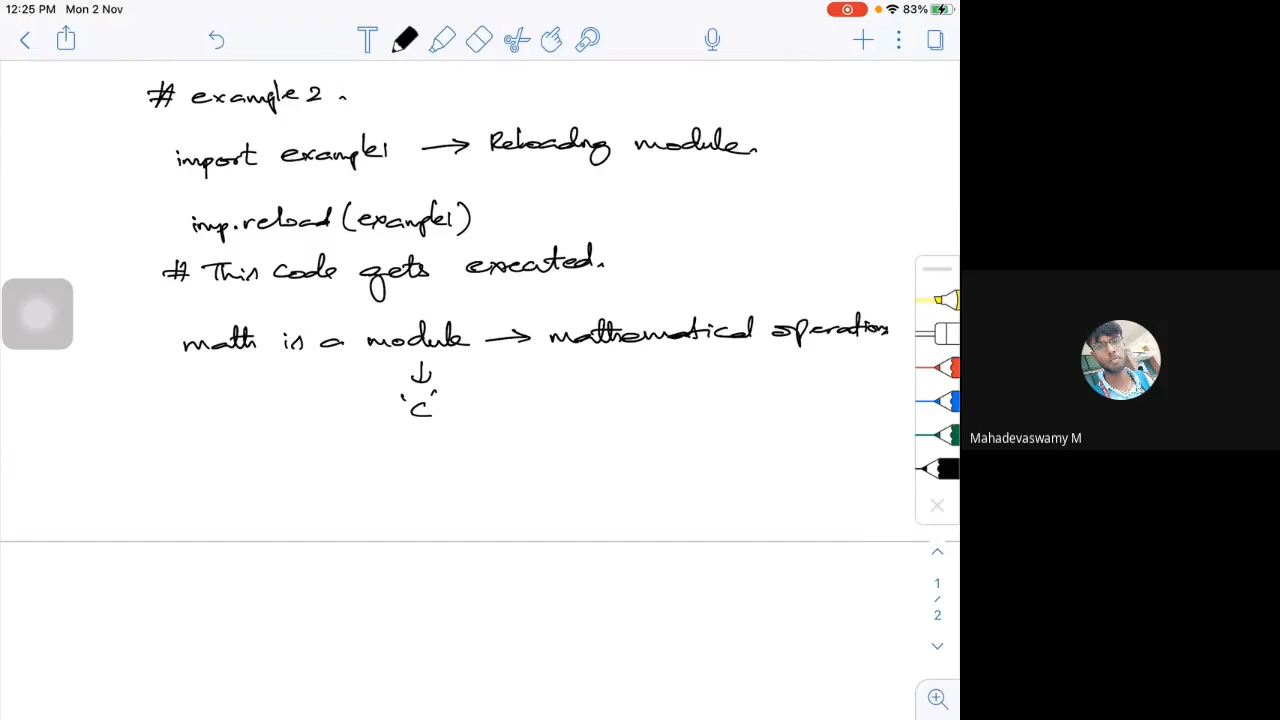 12:25 PM Mon 2 Nov
83%
# example 2 .
import example1 → Reloading module.
imp.reload(example1)
# This code gets executed.
math is a module → mathematical operations
↓
'C'
Mahadevaswamy M
1
/
2